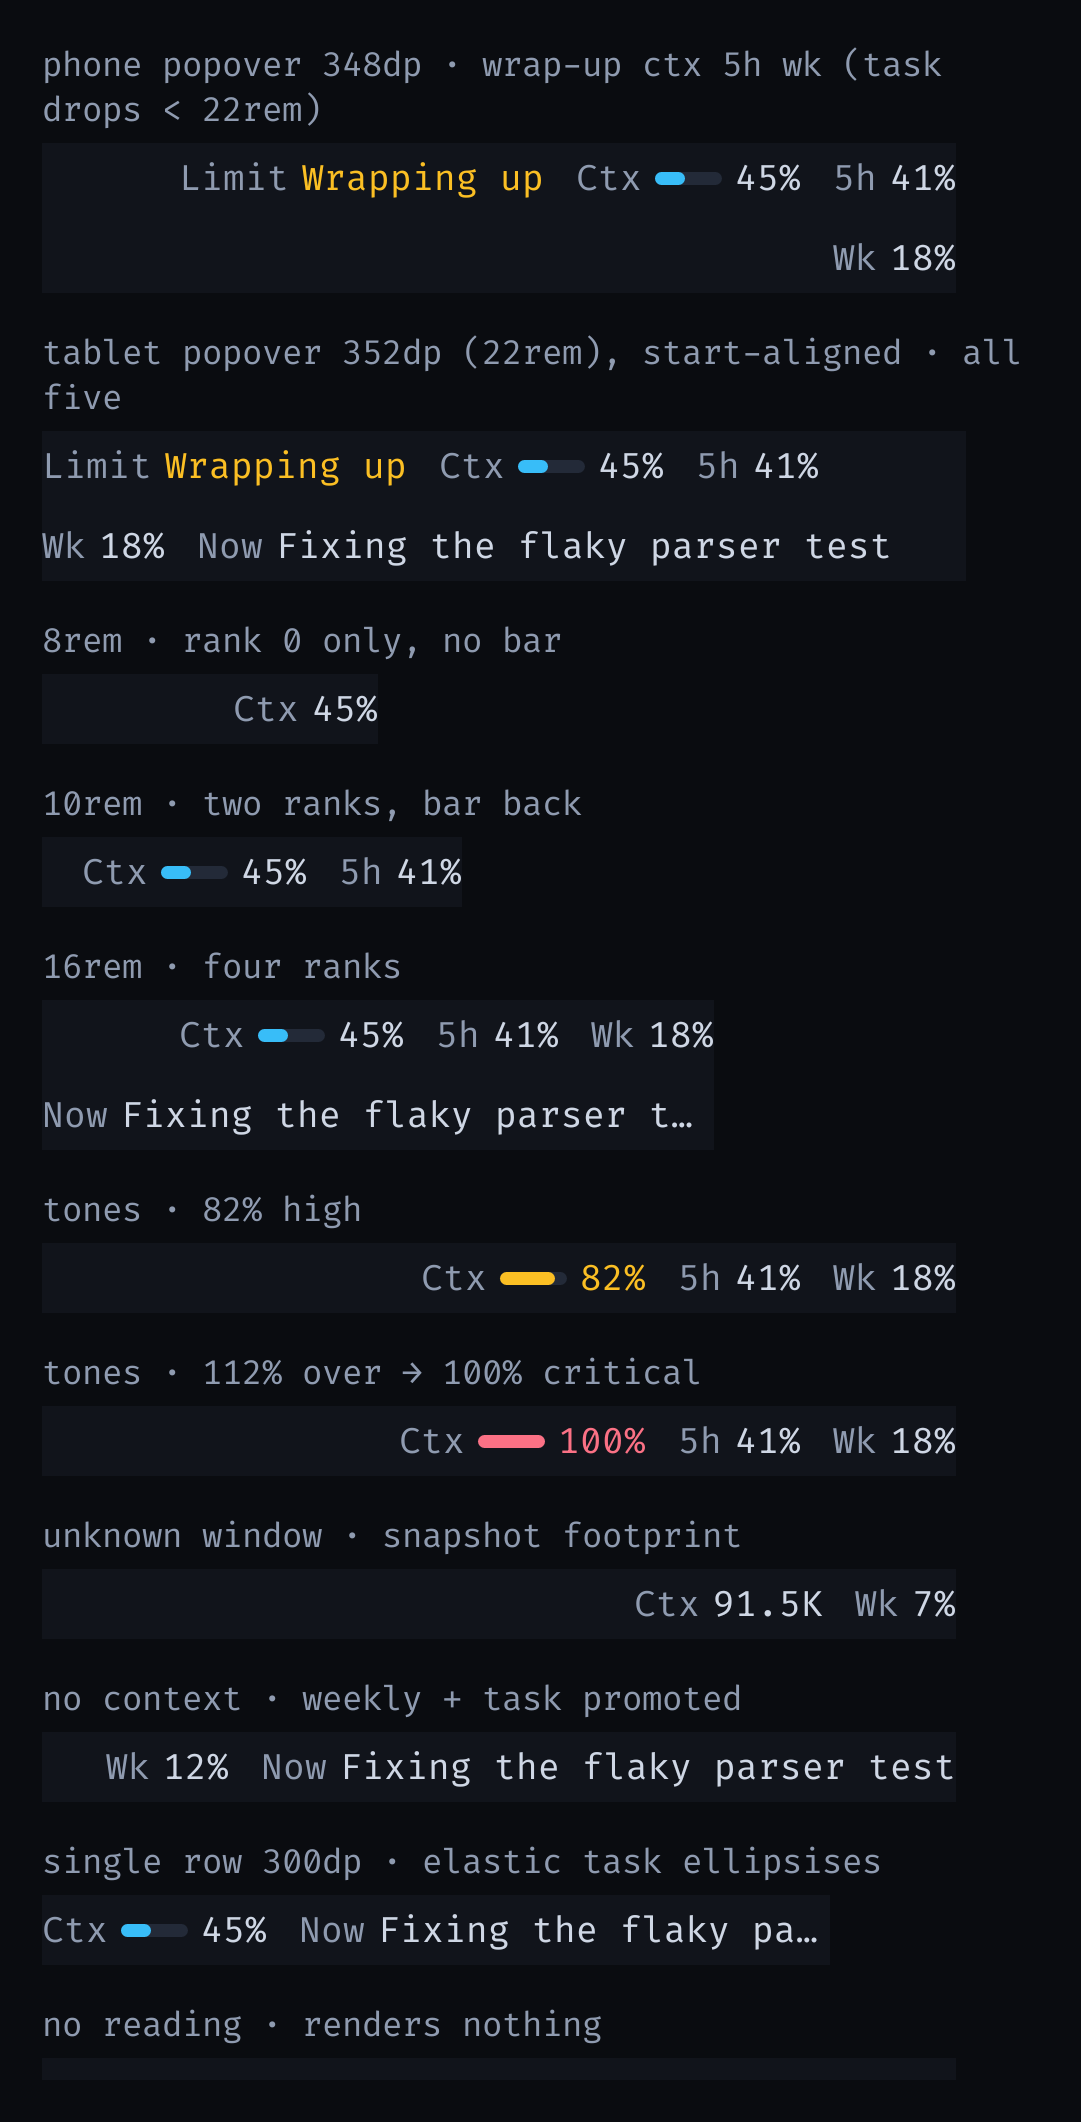 phone popover 348dp · wrap-up ctx 5h wk (task
drops < 22rem)
Limit Wrapping up Ctx 45% 5h 41%
Wk 18%
tablet popover 352dp (22rem), start-aligned · all
five
Limit Wrapping up Ctx 45% 5h 41%
Wk 18% Now Fixing the flaky parser test
8rem · rank 0 only, no bar
Ctx 45%
10rem · two ranks, bar back
Ctx 45% 5h 41%
16rem · four ranks
Ctx 45% 5h 41% Wk 18%
Now Fixing the flaky parser t…
tones · 82% high
Ctx 82% 5h 41% Wk 18%
tones · 112% over → 100% critical
Ctx 100% 5h 41% Wk 18%
unknown window · snapshot footprint
Ctx 91.5K Wk 7%
no context · weekly + task promoted
Wk 12% Now Fixing the flaky parser test
single row 300dp · elastic task ellipsises
Ctx 45% Now Fixing the flaky pa…
no reading · renders nothing